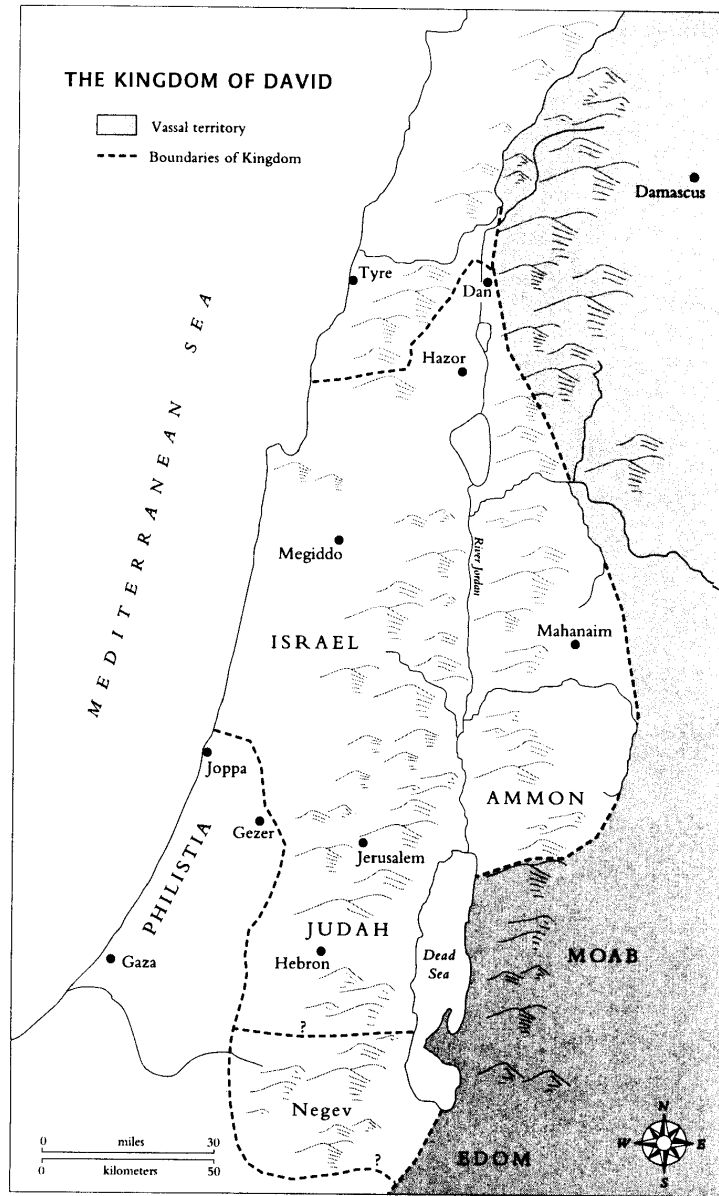 THE KINGDOM OF DAVID
Vassal territory
Boundaries of Kingdom
Damascus
Tyre
Dan
Hazor
MEDITERRANEAN SEA
Megiddo
River Jordan
ISRAEL
Mahanaim
Joppa
AMMON
Gezer
Jerusalem
PHILISTIA
JUDAH
Gaza
Hebron
Dead
Sea
MOAB
?
Negev
?
EDOM
N
W E
S
0 miles 30
0 kilometers 50